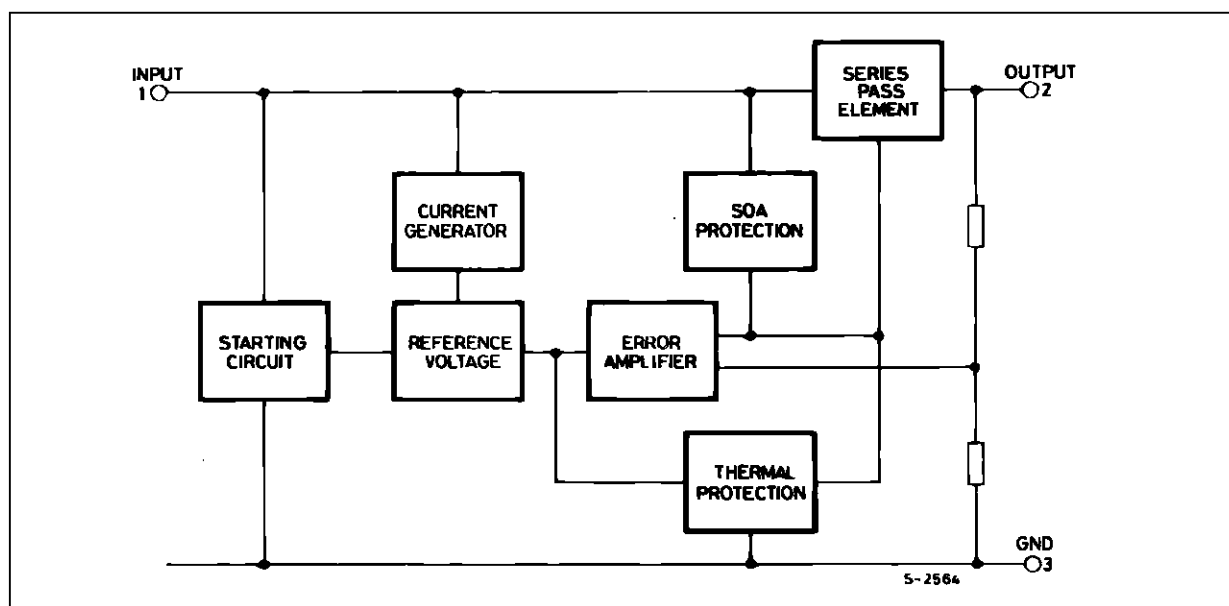 INPUT
1
SERIES
PASS
ELEMENT
OUTPUT
2
CURRENT
GENERATOR
SOA
PROTECTION
STARTING
CIRCUIT
REFERENCE
VOLTAGE
ERROR
AMPLIFIER
THERMAL
PROTECTION
GND
3
S-2564